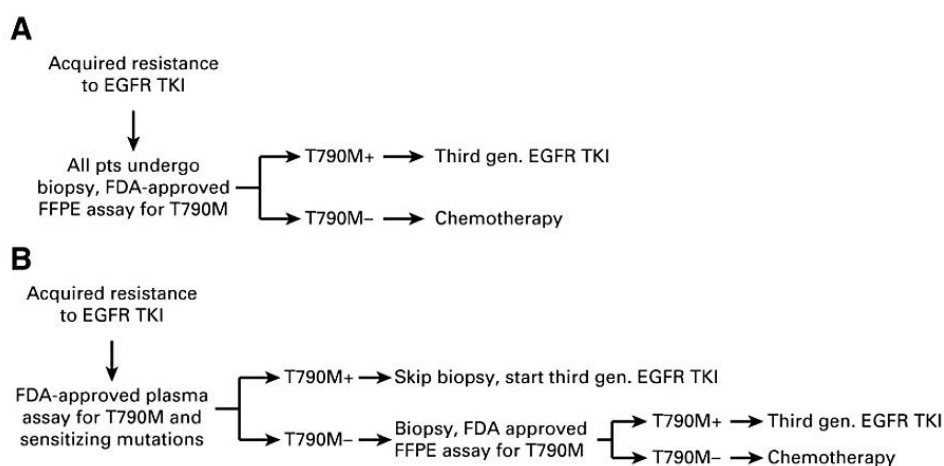 A
Acquired resistance
to EGFR TKI
All pts undergo
biopsy, FDA-approved
FFPE assay for T790M
T790M+
Third gen. EGFR TKI
T790M–
Chemotherapy
B
Acquired resistance
to EGFR TKI
FDA-approved plasma
assay for T790M and
sensitizing mutations
T790M+
Skip biopsy, start third gen. EGFR TKI
T790M–
Biopsy, FDA approved
FFPE assay for T790M
T790M+
Third gen. EGFR TKI
T790M–
Chemotherapy